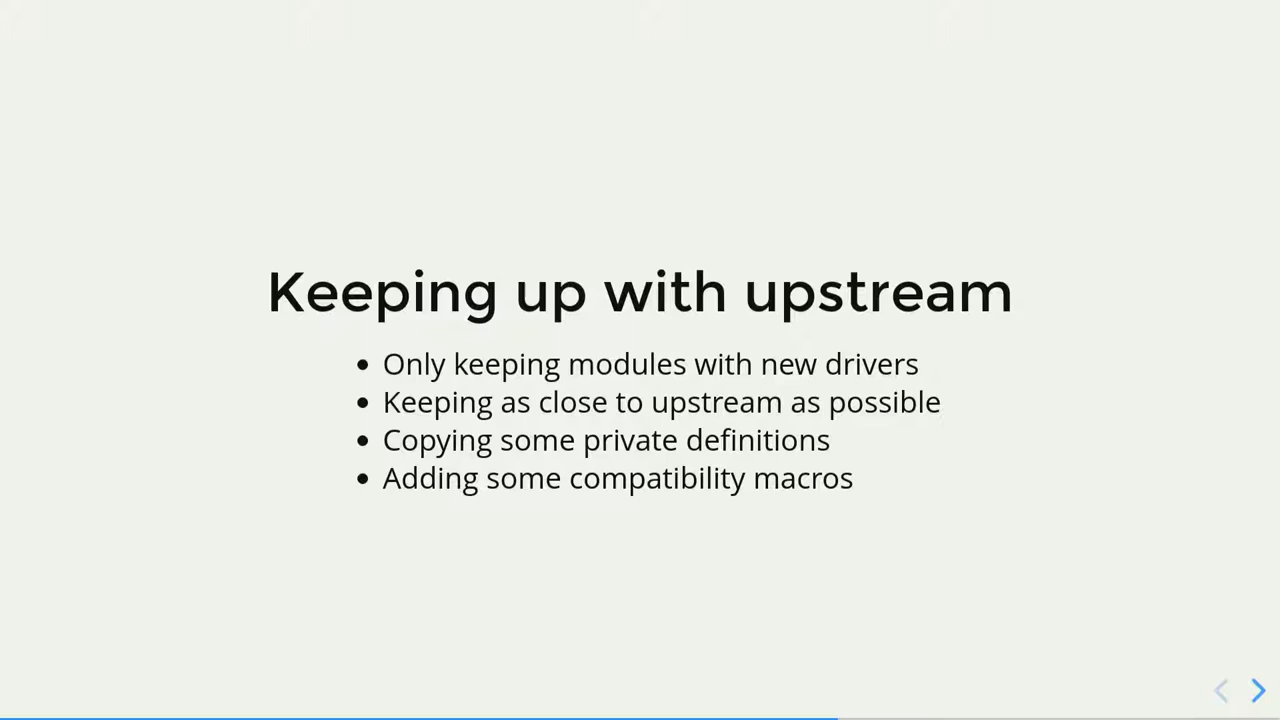 Keeping up with upstream
Only keeping modules with new drivers
Keeping as close to upstream as possible
Copying some private definitions
Adding some compatibility macros